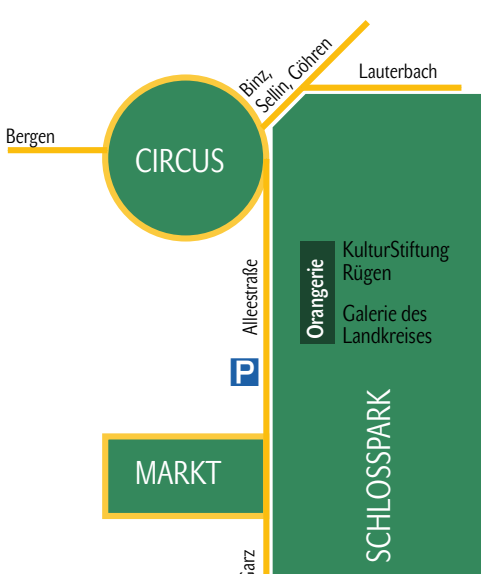 Binz,
Sellin, Göhren
Lauterbach
Bergen
CIRCUS
Alleestraße
Orangerie
KulturStiftung
Rügen
Galerie des
Landkreises
P
MARKT
SCHLOSSPARK